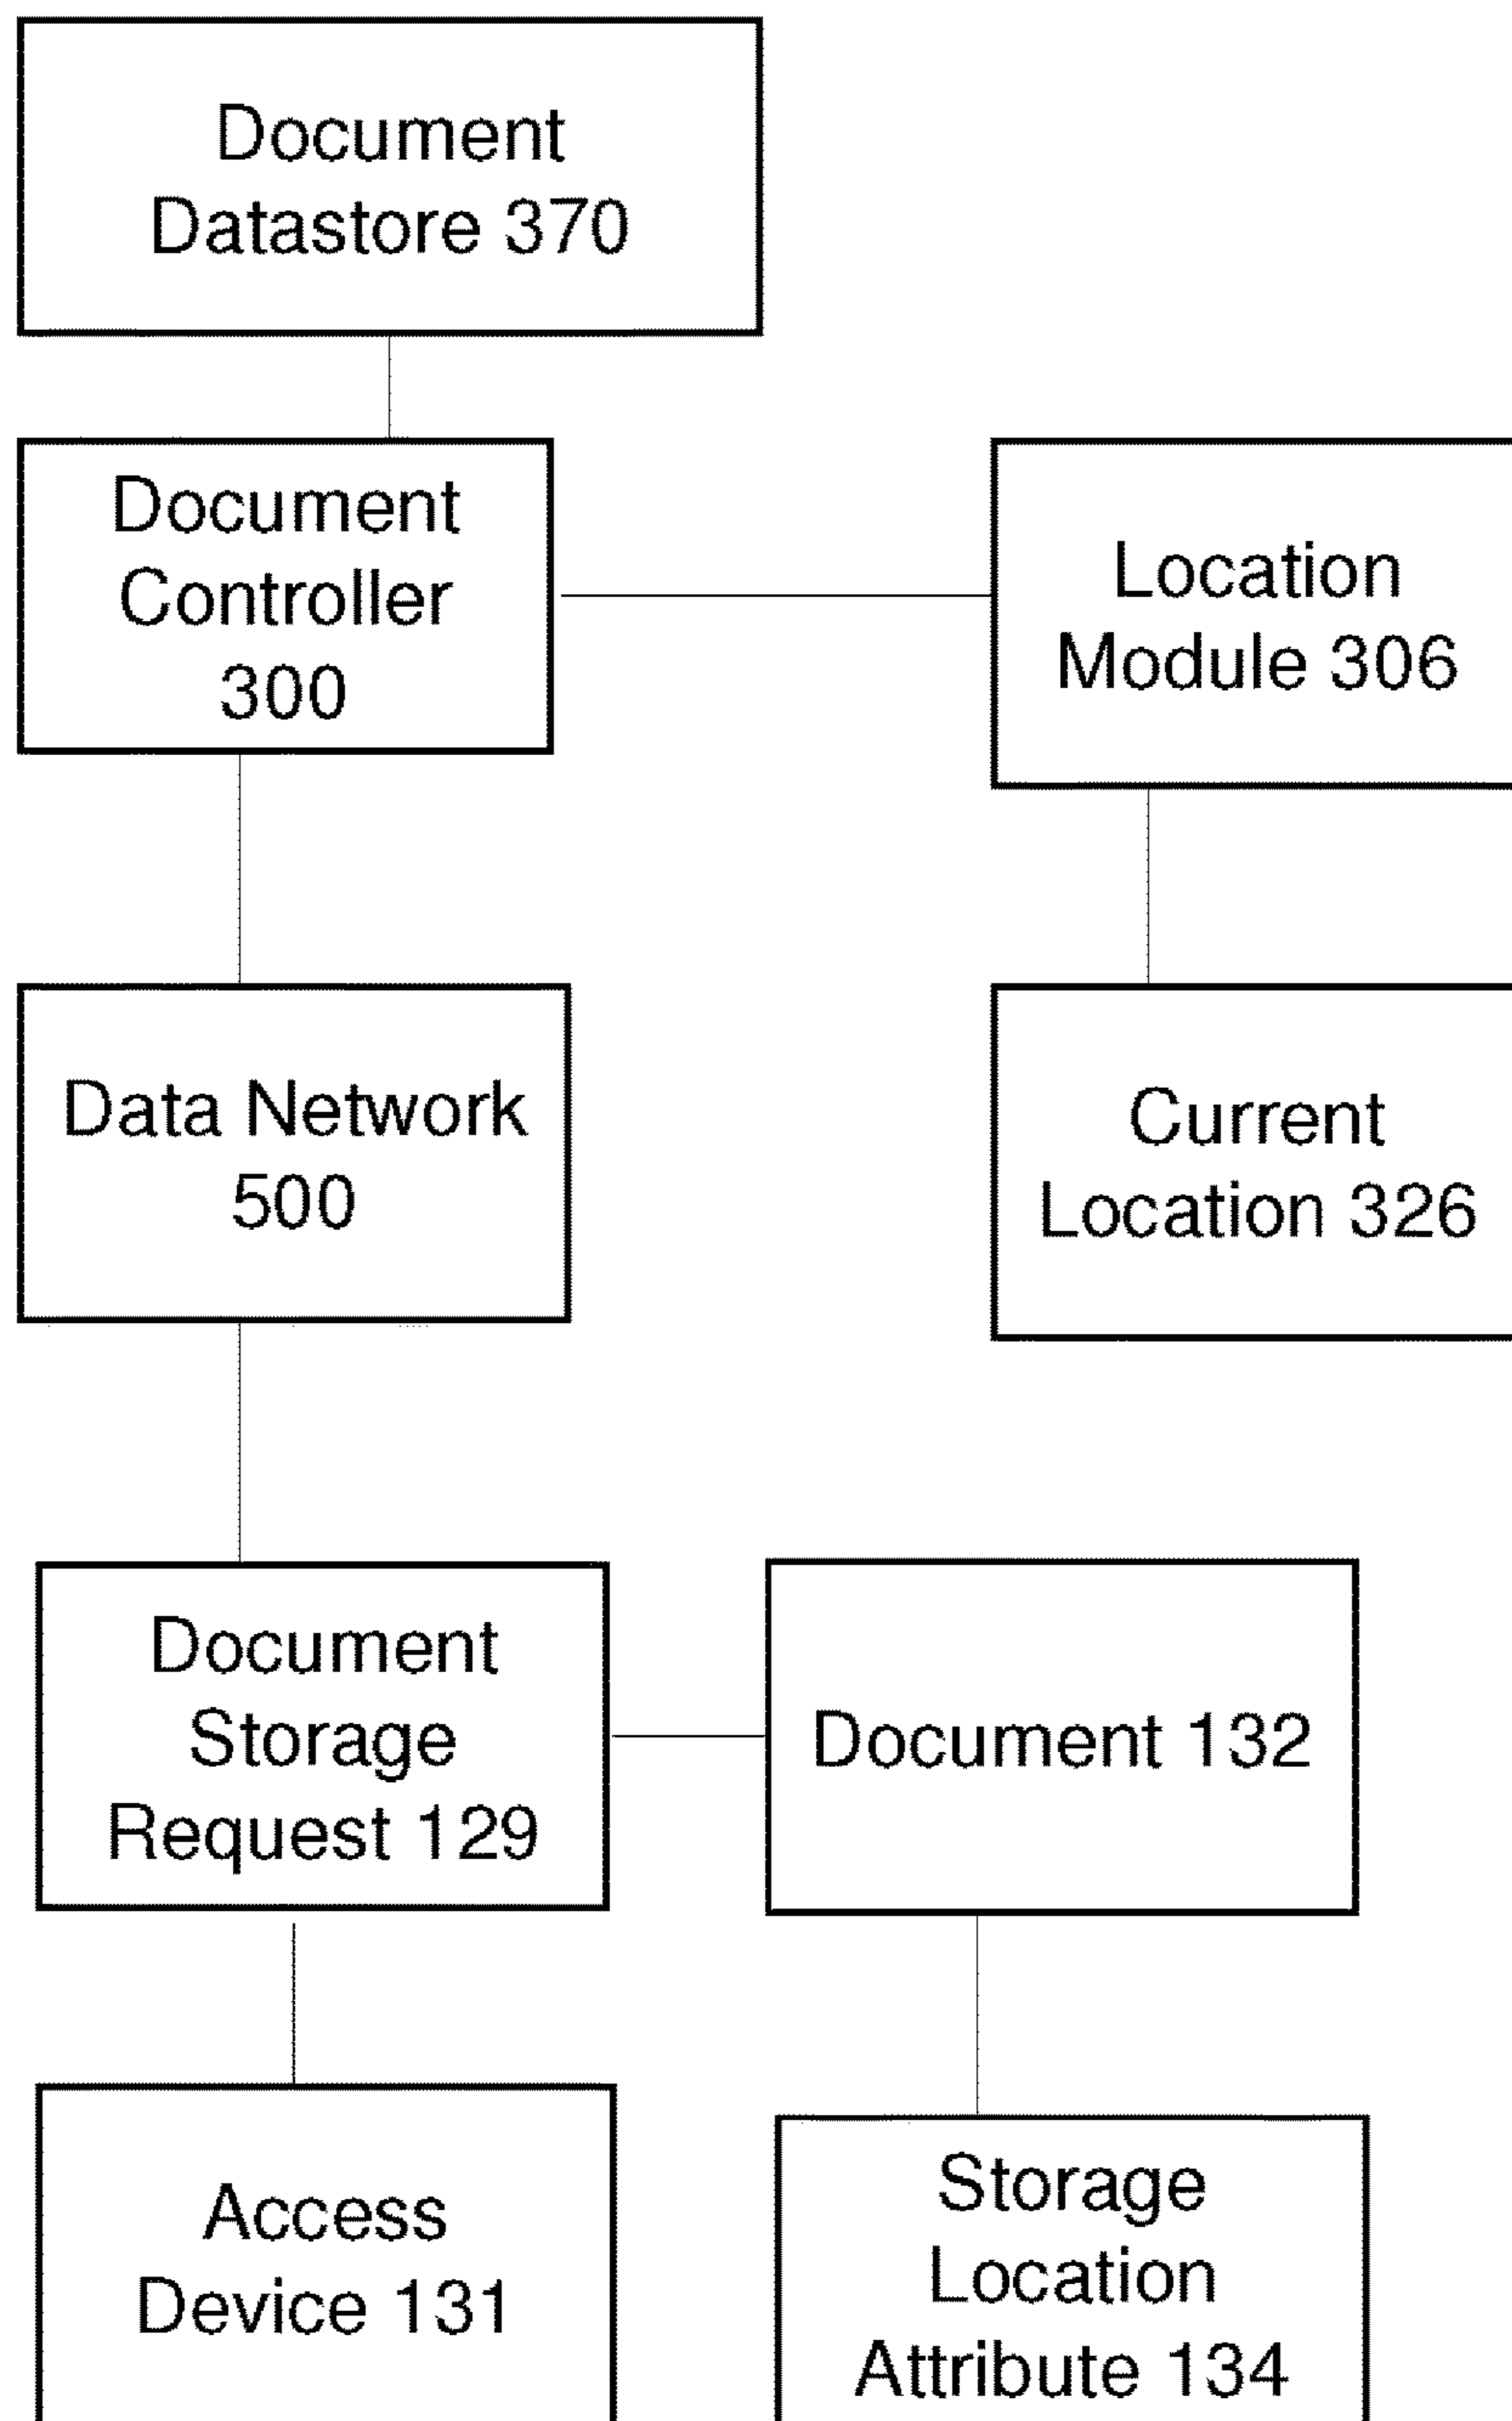 Document
Datastore 370
Document
Controller
300
Location
Module 306
Data Network
500
Current
Location 326
Document
Storage
Request 129
Document 132
Access
Device 131
Storage
Location
Attribute 134